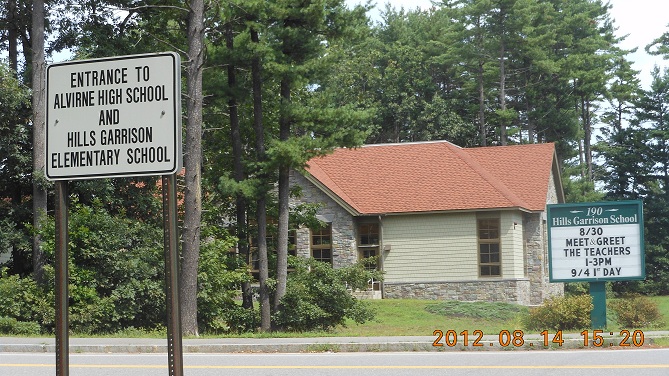 ENTRANCE TO
ALVIRNE HIGH SCHOOL
AND
HILLS GARRISON
ELEMENTARY SCHOOL
190
HILLS GARRISON SCHOOL
8/30
MEET&GREET
THE TEACHERS
1-3PM
9/4 1ST DAY
2012.08.14 15:20